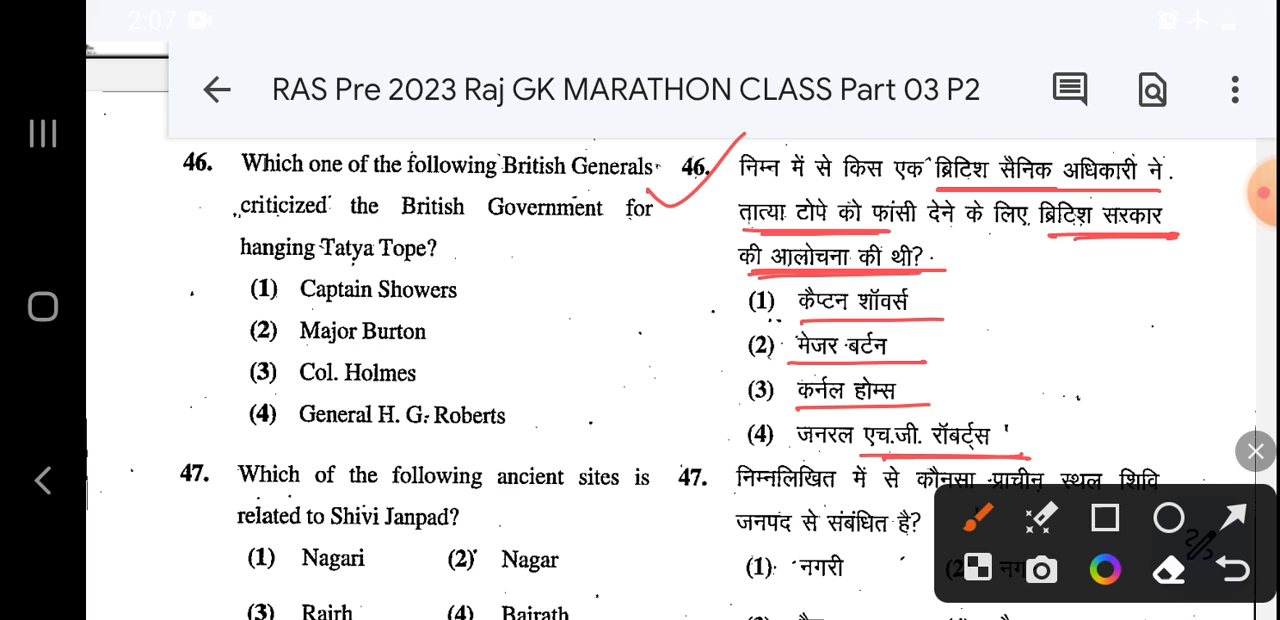 2:07
RAS Pre 2023 Raj GK MARATHON CLASS Part 03 P2
46. Which one of the following British Generals
criticized the British Government for
hanging Tatya Tope?
(1) Captain Showers
(2) Major Burton
(3) Col. Holmes
(4) General H. G. Roberts
47. Which of the following ancient sites is
related to Shivi Janpad?
(1) Nagari (2) Nagar
(3) Rairh (4) Bairath
46. निम्न में से किस एक ब्रिटिश सैनिक अधिकारी ने
तात्या टोपे को फांसी देने के लिए ब्रिटिश सरकार
की आलोचना की थी?
(1) कैप्टन शॉवर्स
(2) मेजर बर्टन
(3) कर्नल होम्स
(4) जनरल एच.जी. रॉबर्ट्स
47. निम्नलिखित में से कौनसा प्राचीन स्थल शिवि
जनपद से संबंधित है?
(1) नगरी